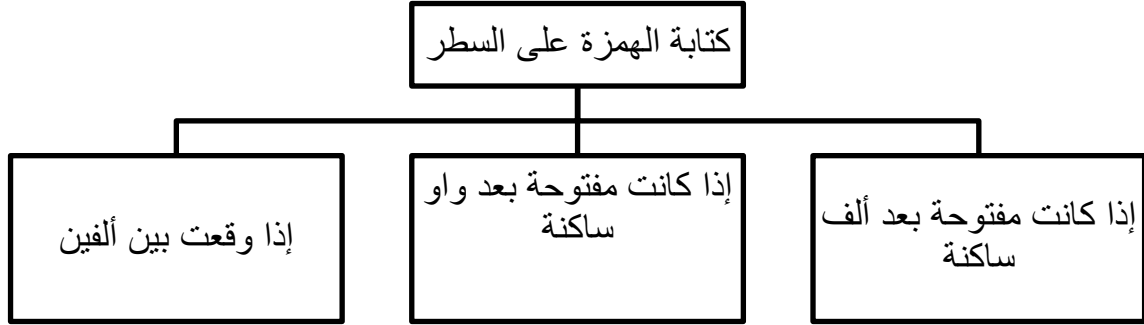 كتابة الهمزة على السطر
إذا كانت مفتوحة بعد ألف
ساكنة
إذا كانت مفتوحة بعد واو
ساكنة
إذا وقعت بين ألفين